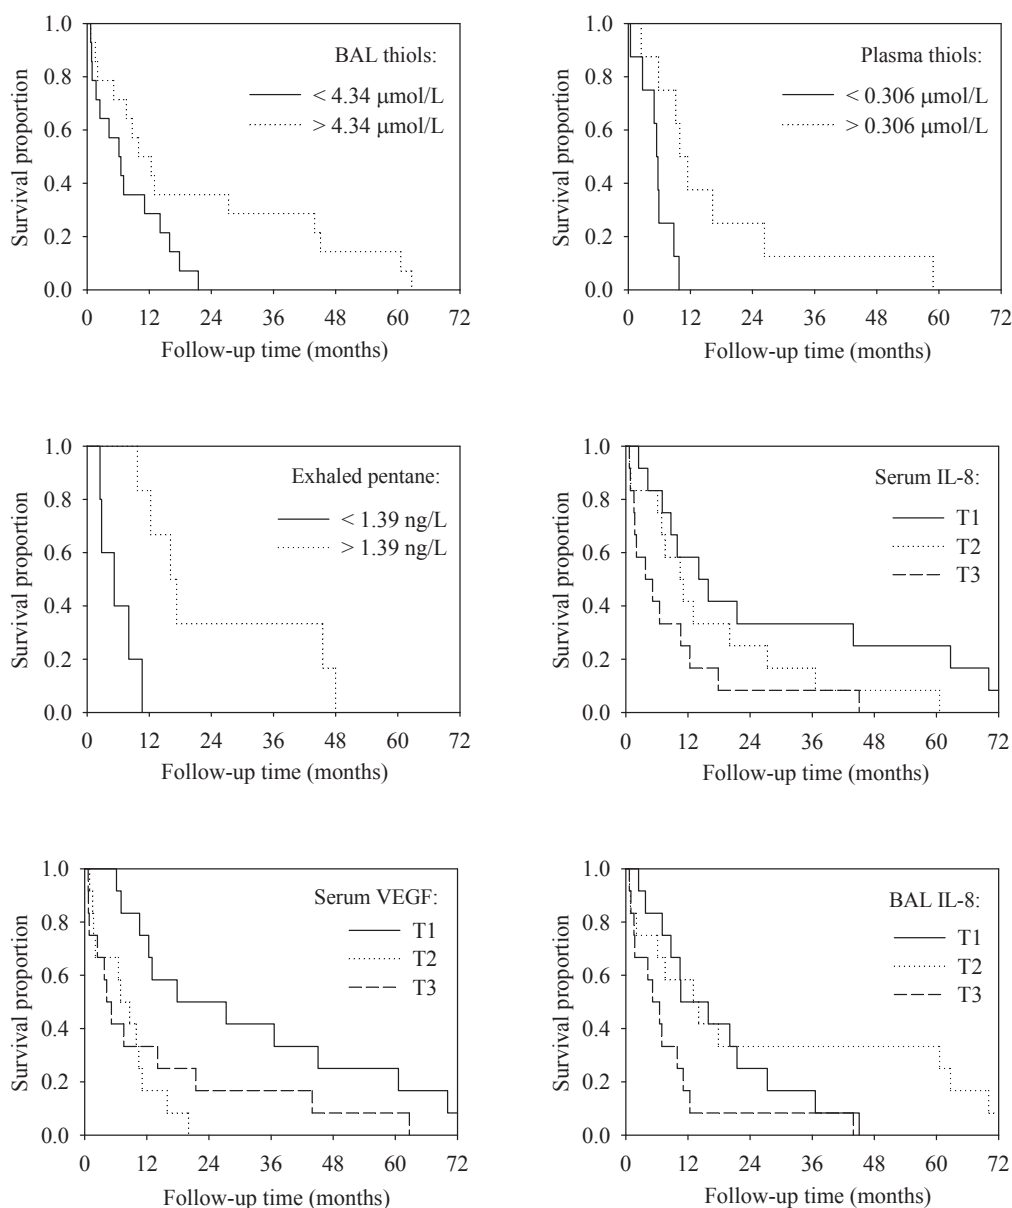 BAL thiols:
< 4.34 μmol/L
> 4.34 μmol/L
Survival proportion
1.0
0.8
0.6
0.4
0.2
0.0
0 12 24 36 48 60 72
Follow-up time (months)
Plasma thiols:
< 0.306 μmol/L
> 0.306 μmol/L
Survival proportion
1.0
0.8
0.6
0.4
0.2
0.0
0 12 24 36 48 60 72
Follow-up time (months)
Exhaled pentane:
< 1.39 ng/L
> 1.39 ng/L
Survival proportion
1.0
0.8
0.6
0.4
0.2
0.0
0 12 24 36 48 60 72
Follow-up time (months)
Serum IL-8:
T1
T2
T3
Survival proportion
1.0
0.8
0.6
0.4
0.2
0.0
0 12 24 36 48 60 72
Follow-up time (months)
Serum VEGF:
T1
T2
T3
Survival proportion
1.0
0.8
0.6
0.4
0.2
0.0
0 12 24 36 48 60 72
Follow-up time (months)
BAL IL-8:
T1
T2
T3
Survival proportion
1.0
0.8
0.6
0.4
0.2
0.0
0 12 24 36 48 60 72
Follow-up time (months)